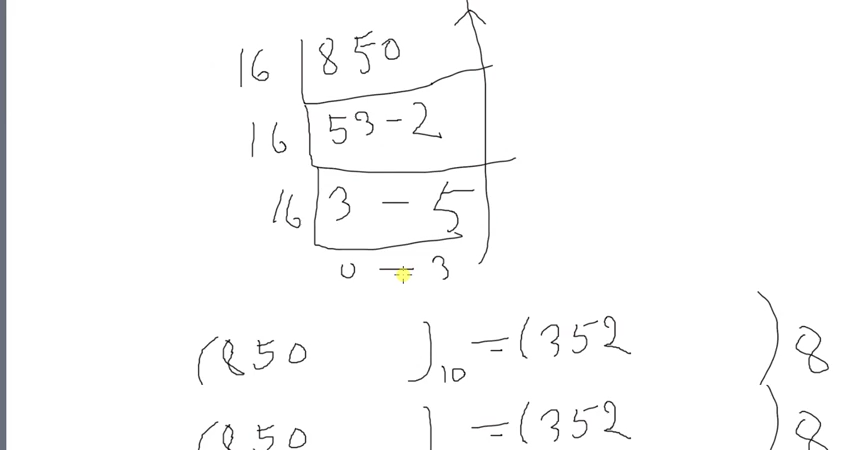 16 850
16 53-2
16 3 - 5
0 - 3
(850 )10 = (352 )8
(850 ) = (352 )8